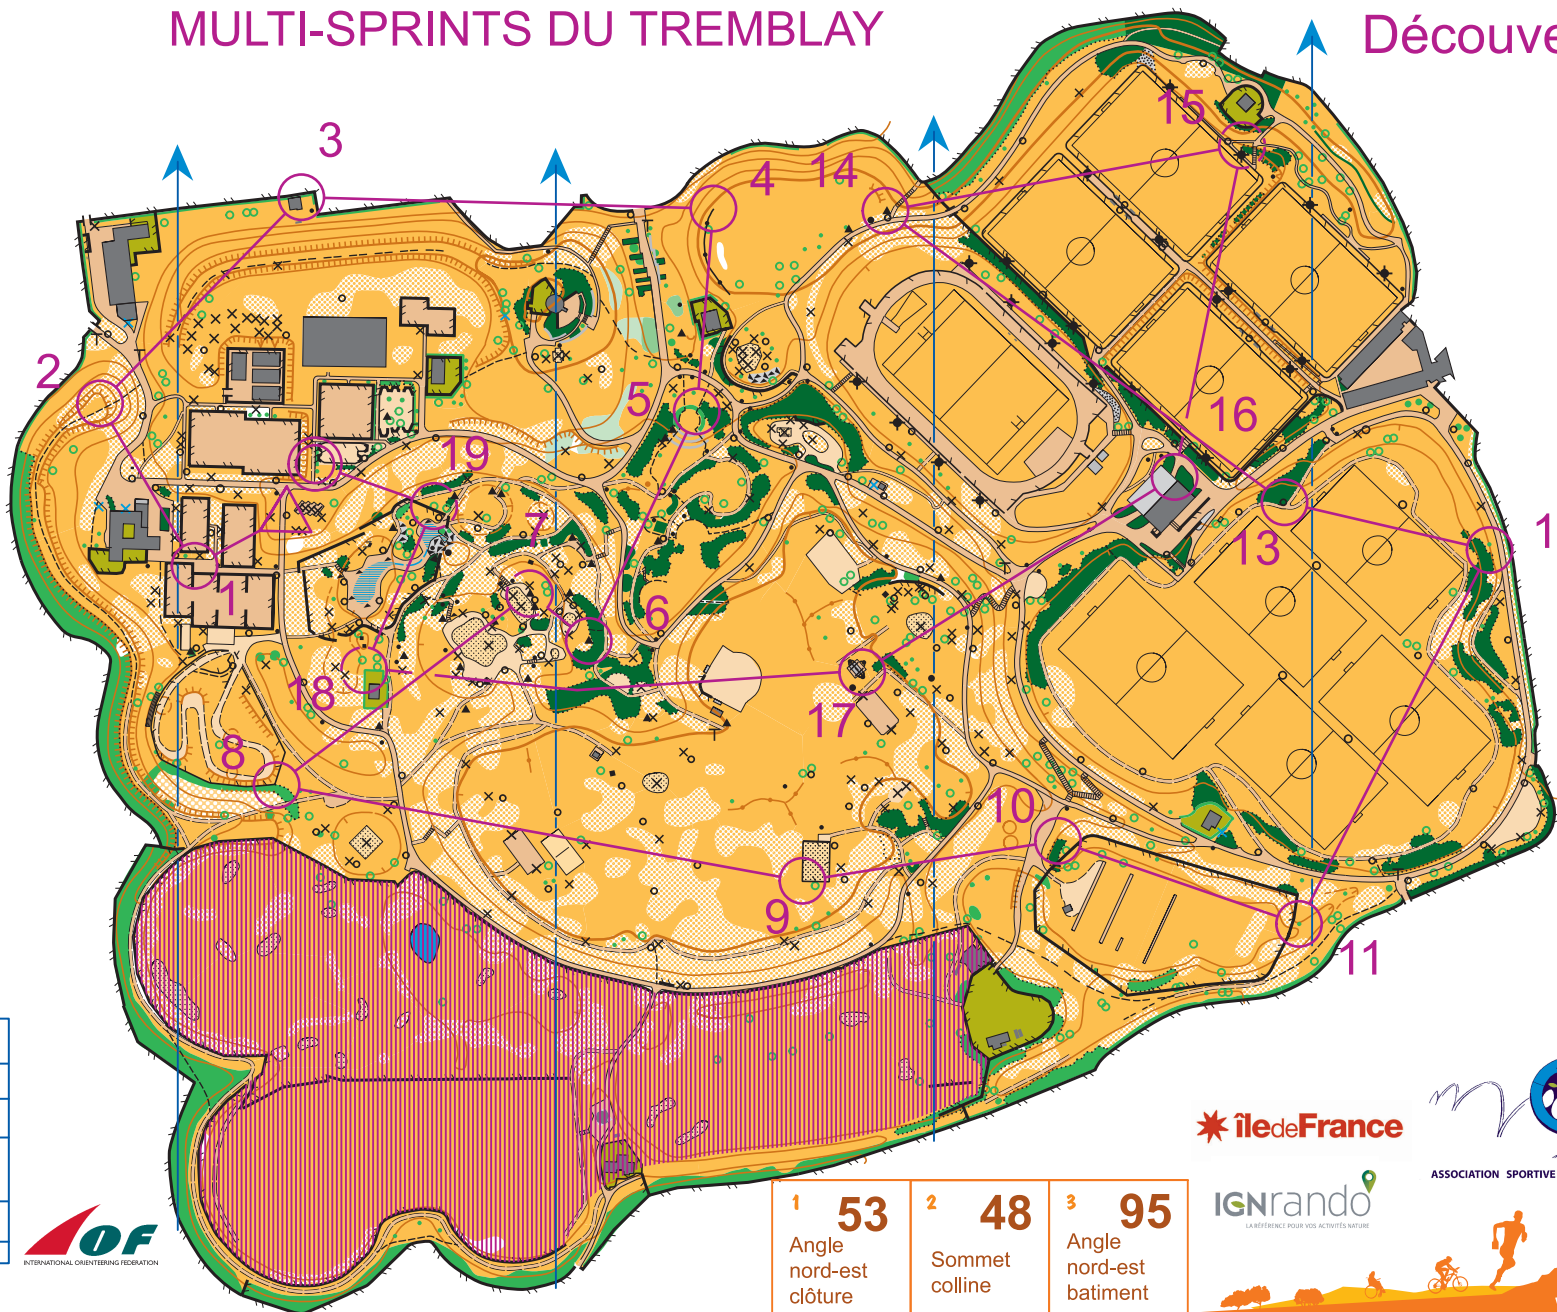 MULTI-SPRINTS DU TREMBLAY
Découve
3
4
14
15
2
5
16
19
7
13
1
1
6
18
17
8
10
9
11
1 53
Angle
nord-est
clôture
2 48
Sommet
colline
3 95
Angle
nord-est
batiment
IOF
INTERNATIONAL ORIENTEERING FEDERATION
îledeFrance
IGNrando
LA RÉFÉRENCE POUR VOS ACTIVITÉS NATURE
ASSOCIATION SPORTIVE